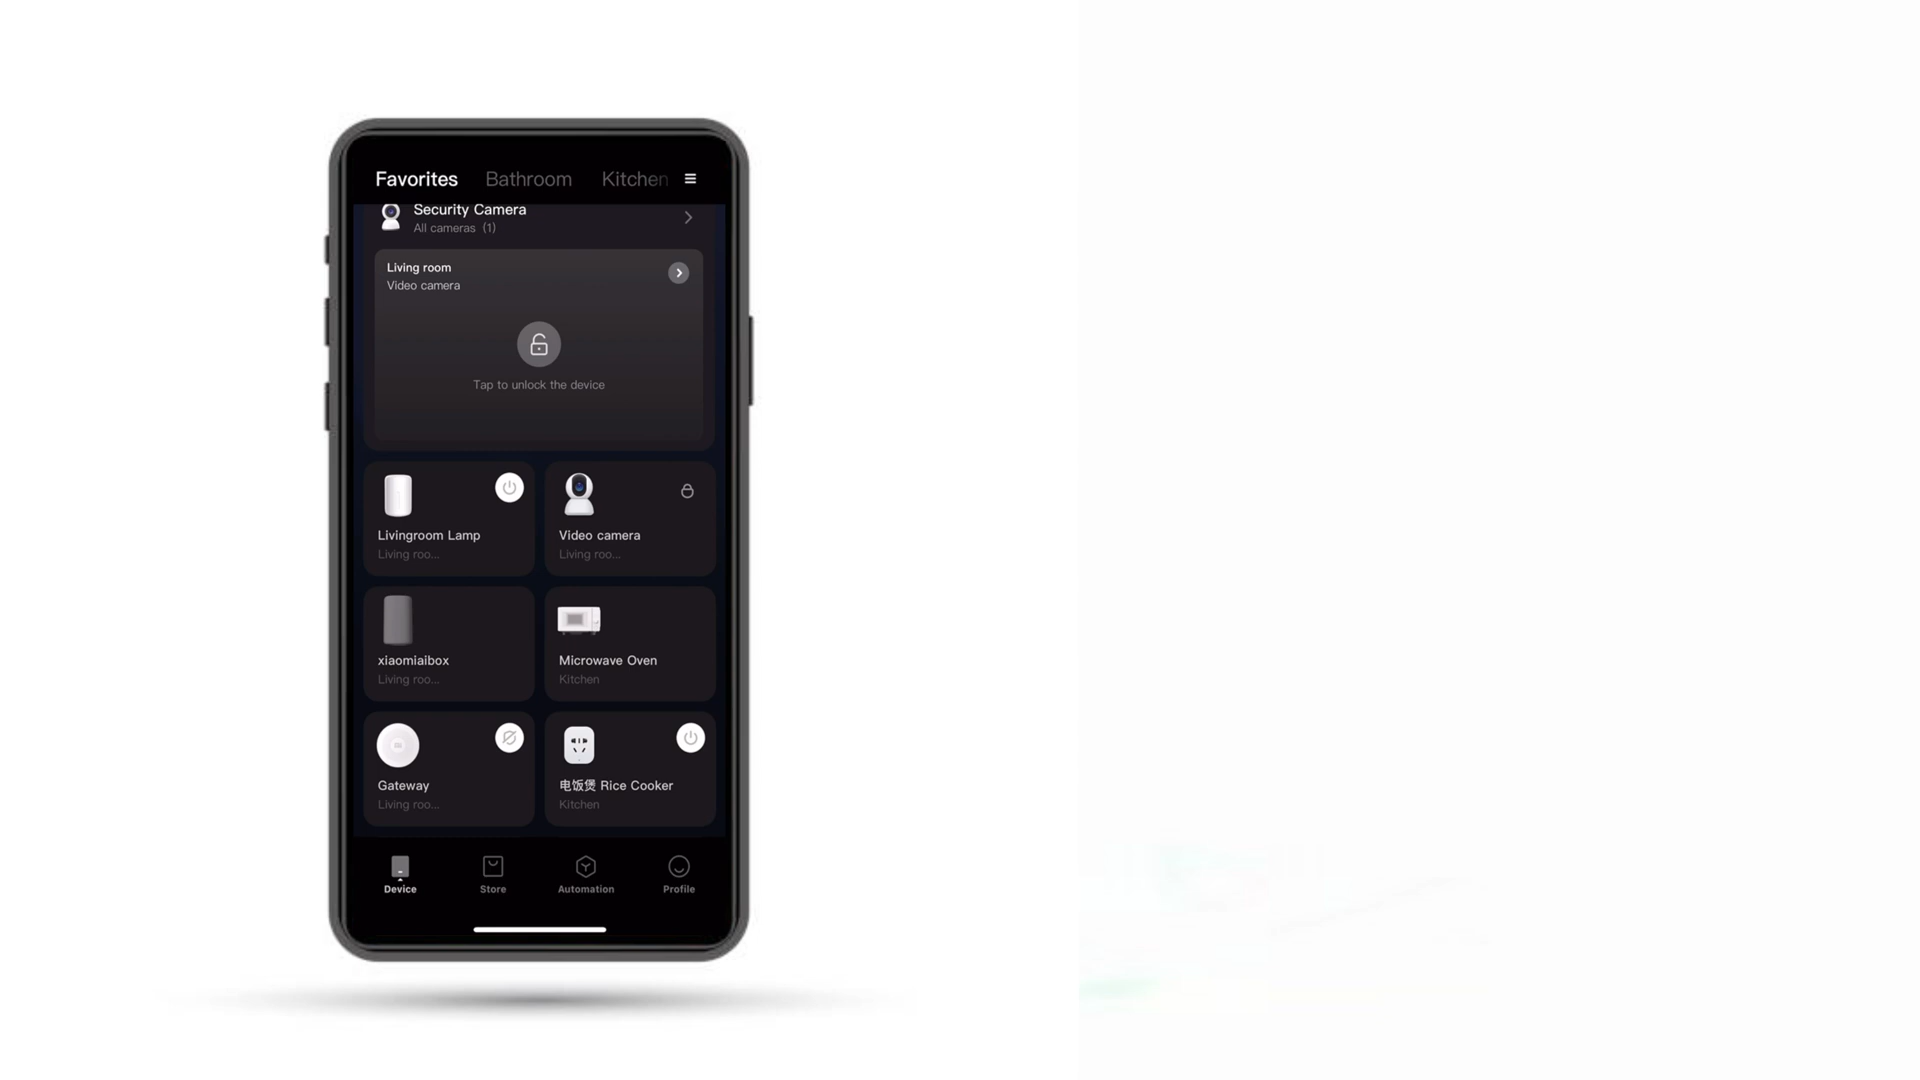 Favorites Bathroom Kitchen
Security Camera
All cameras (1)
Living room
Video camera
Tap to unlock the device
Livingroom Lamp
Living roo...
Video camera
Living roo...
xiaomiaibox
Living roo...
Microwave Oven
Kitchen
Gateway
Living roo...
电饭煲 Rice Cooker
Kitchen
Device Store Automation Profile